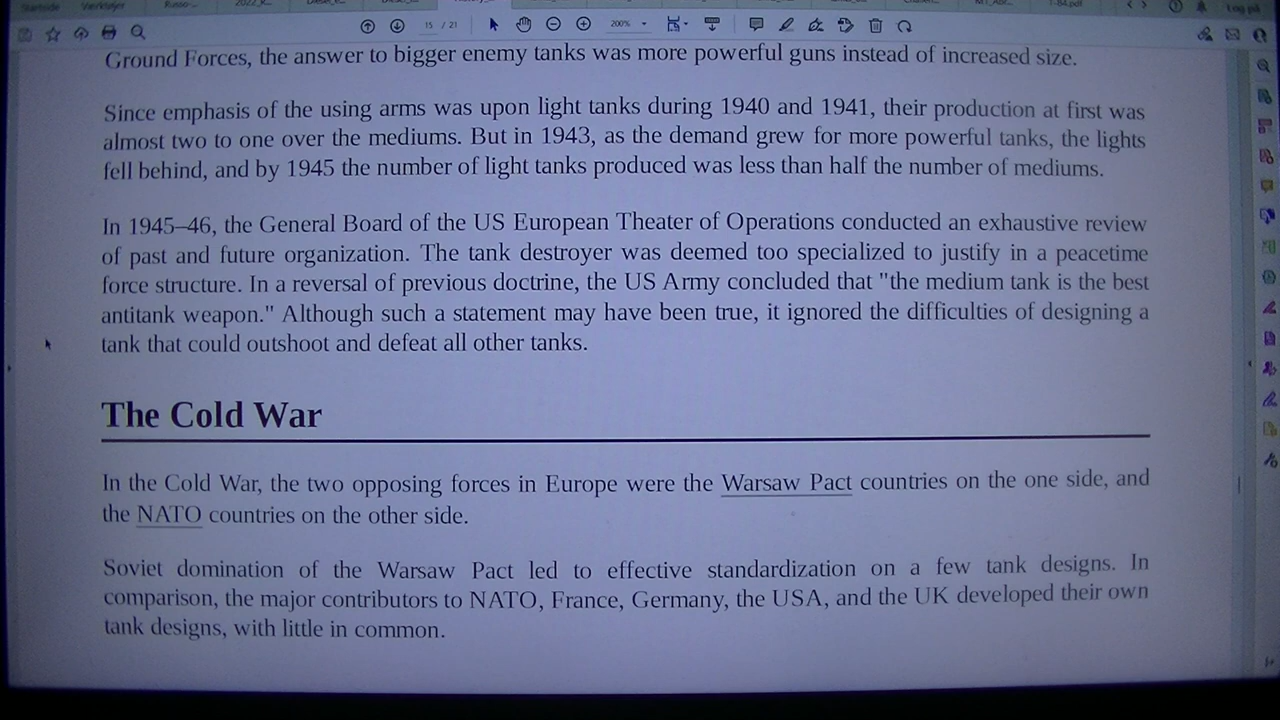 Startside Værktøjer
15 / 21 200%
Ground Forces, the answer to bigger enemy tanks was more powerful guns instead of increased size.
Since emphasis of the using arms was upon light tanks during 1940 and 1941, their production at first was
almost two to one over the mediums. But in 1943, as the demand grew for more powerful tanks, the lights
fell behind, and by 1945 the number of light tanks produced was less than half the number of mediums.
In 1945–46, the General Board of the US European Theater of Operations conducted an exhaustive review
of past and future organization. The tank destroyer was deemed too specialized to justify in a peacetime
force structure. In a reversal of previous doctrine, the US Army concluded that "the medium tank is the best
antitank weapon." Although such a statement may have been true, it ignored the difficulties of designing a
tank that could outshoot and defeat all other tanks.
The Cold War
In the Cold War, the two opposing forces in Europe were the Warsaw Pact countries on the one side, and
the NATO countries on the other side.
Soviet domination of the Warsaw Pact led to effective standardization on a few tank designs. In
comparison, the major contributors to NATO, France, Germany, the USA, and the UK developed their own
tank designs, with little in common.